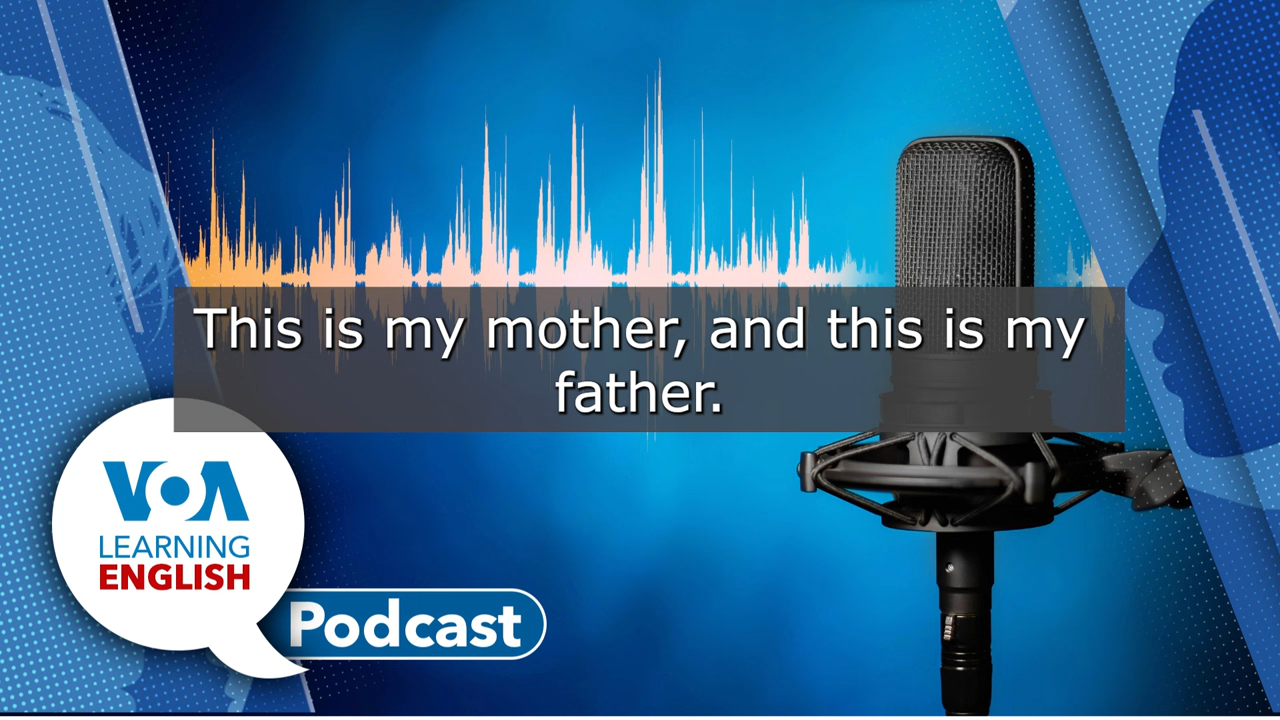 This is my mother, and this is my
father.
VOA
LEARNING
ENGLISH
Podcast